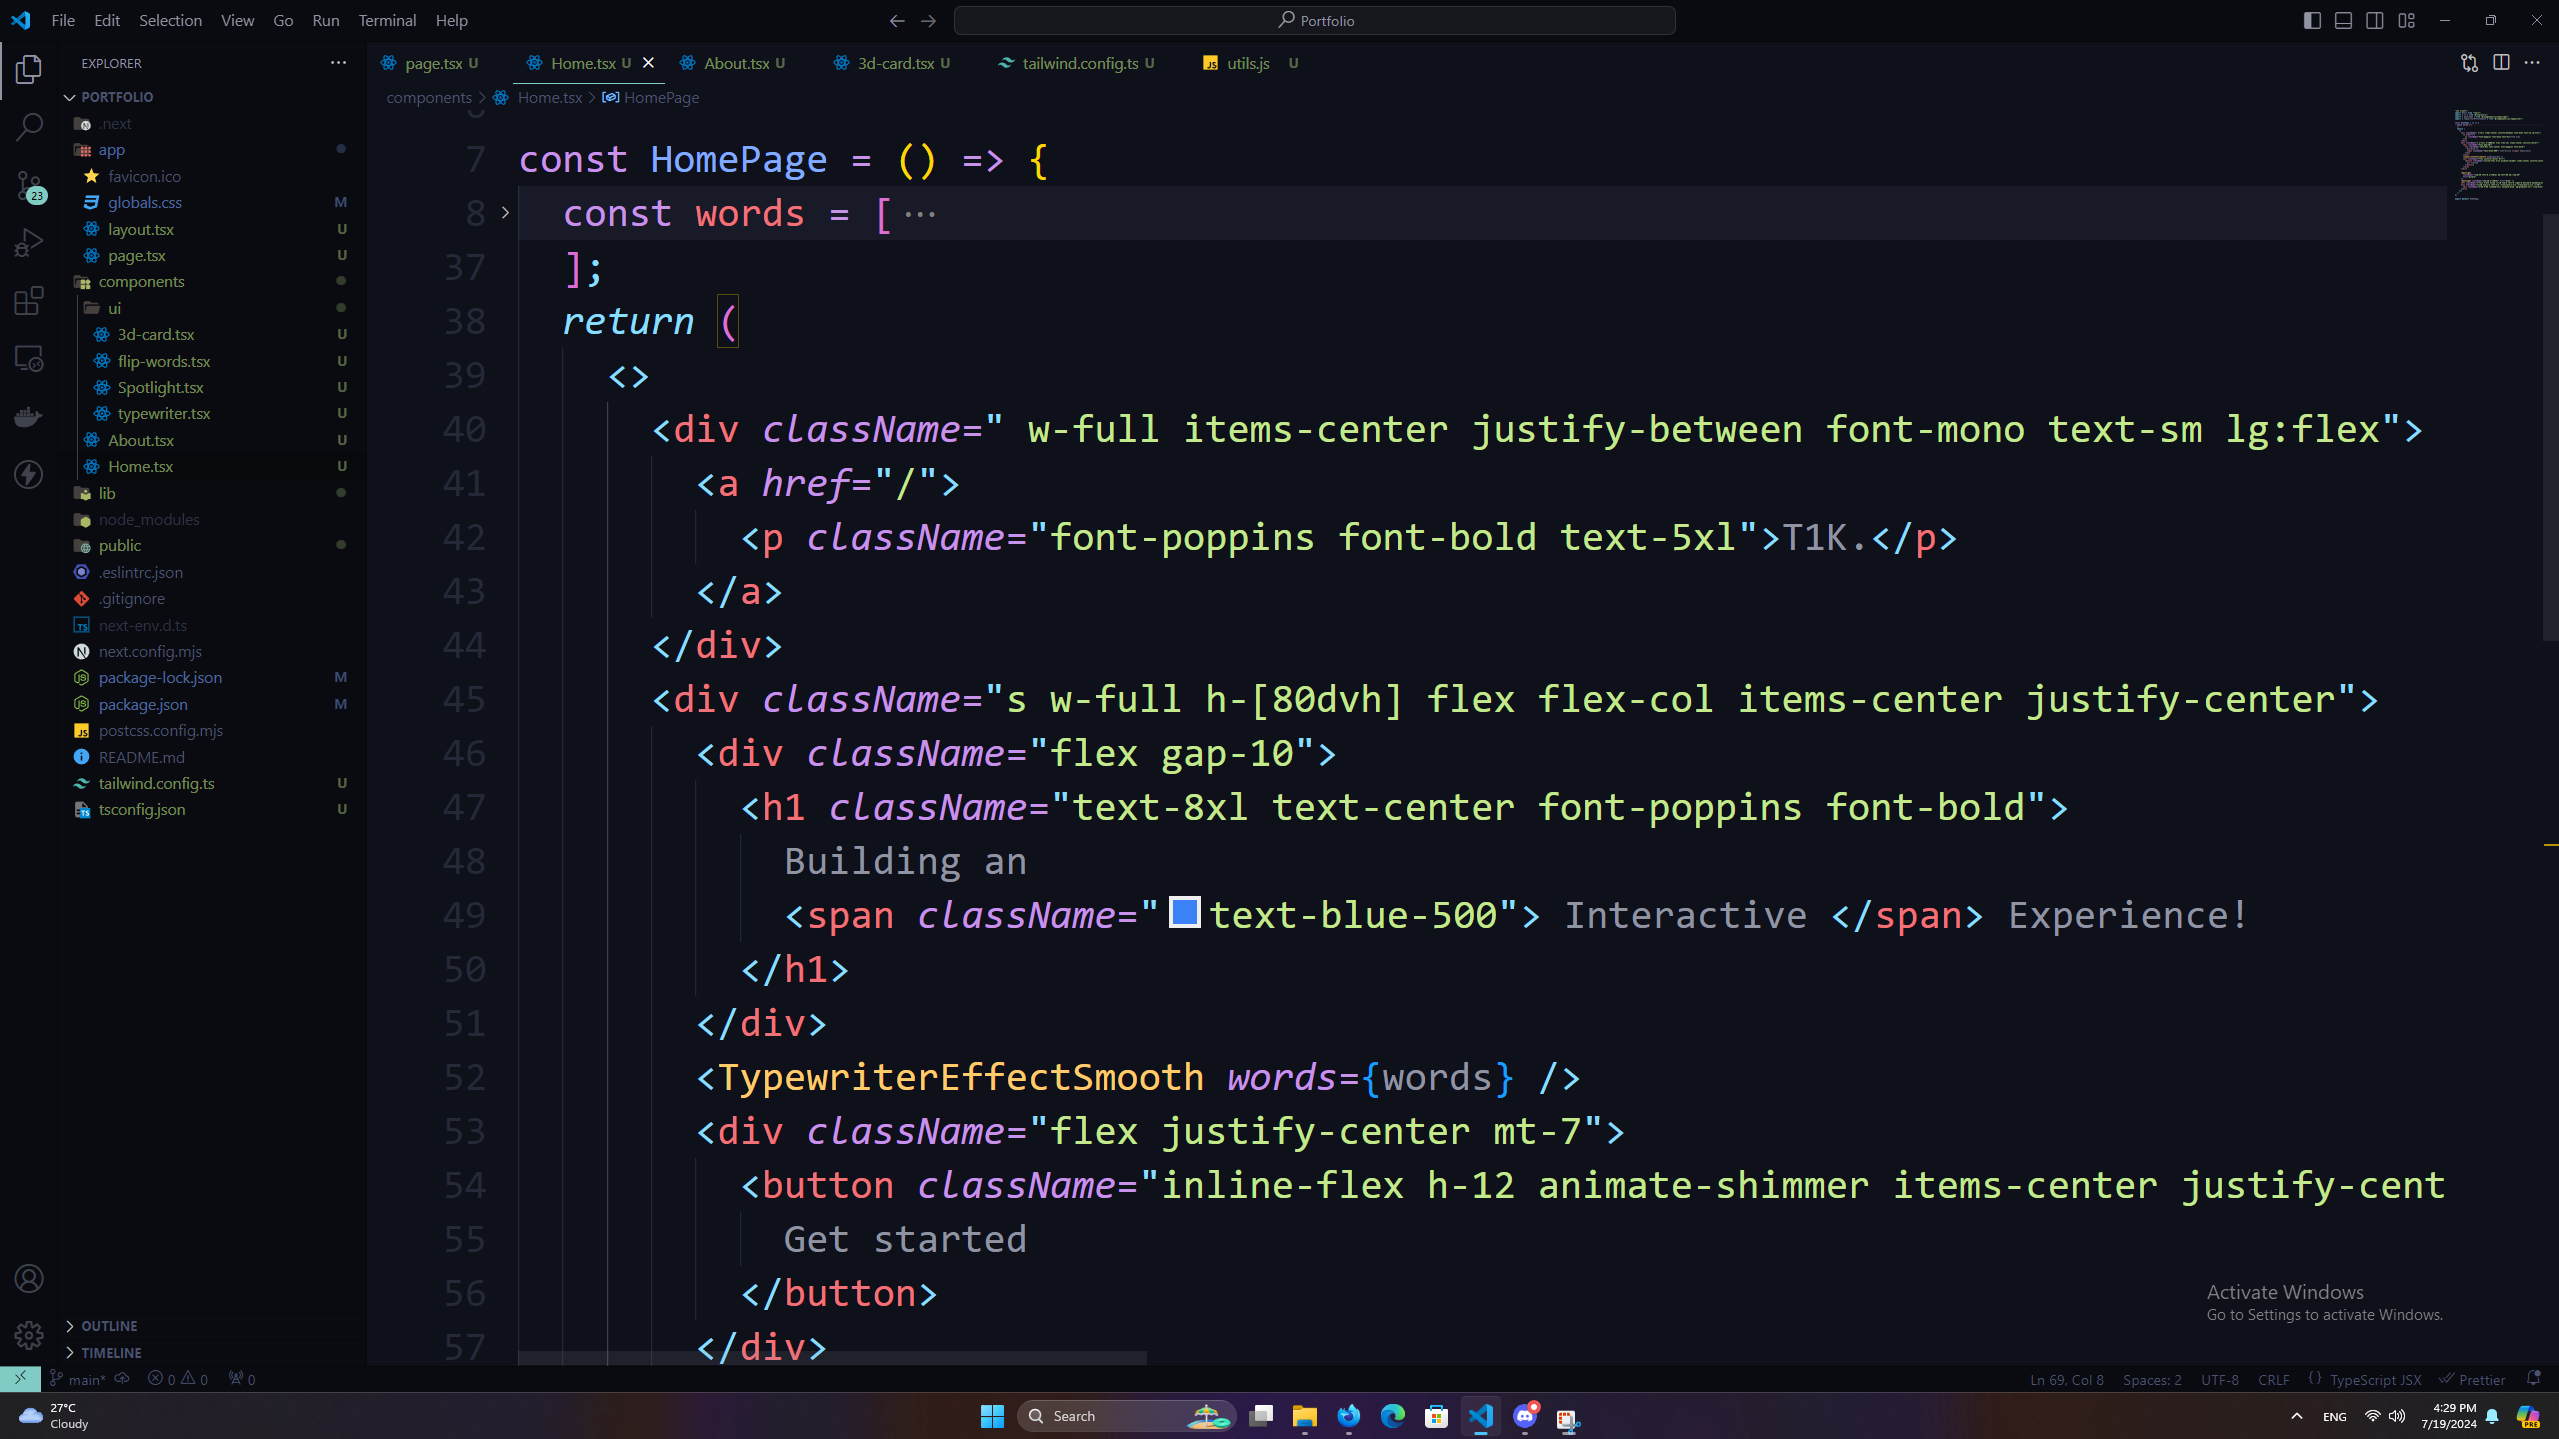 File Edit Selection View Go Run Terminal Help
Portfolio
EXPLORER
page.tsx U
Home.tsx U
About.tsx U
3d-card.tsx U
tailwind.config.ts U
utils.js U
components > Home.tsx > HomePage
PORTFOLIO
.next
app
favicon.ico
globals.css M
layout.tsx U
page.tsx U
components
ui
3d-card.tsx U
flip-words.tsx U
Spotlight.tsx U
typewriter.tsx U
About.tsx U
Home.tsx U
lib
node_modules
public
.eslintrc.json
.gitignore
next-env.d.ts
next.config.mjs
package-lock.json M
package.json M
postcss.config.mjs
README.md
tailwind.config.ts U
tsconfig.json U
OUTLINE
TIMELINE
23
7 const HomePage = () => {
8 const words = [ ···
37 ];
38 return (
39 <>
40 <div className=" w-full items-center justify-between font-mono text-sm lg:flex">
41 <a href="/">
42 <p className="font-poppins font-bold text-5xl">T1K.</p>
43 </a>
44 </div>
45 <div className="s w-full h-[80dvh] flex flex-col items-center justify-center">
46 <div className="flex gap-10">
47 <h1 className="text-8xl text-center font-poppins font-bold">
48 Building an
49 <span className="text-blue-500"> Interactive </span> Experience!
50 </h1>
51 </div>
52 <TypewriterEffectSmooth words={words} />
53 <div className="flex justify-center mt-7">
54 <button className="inline-flex h-12 animate-shimmer items-center justify-cent
55 Get started
56 </button>
57 </div>
Activate Windows
Go to Settings to activate Windows.
main* 0 0 0
Ln 69, Col 8 Spaces: 2 UTF-8 CRLF { } TypeScript JSX Prettier
27°C
Cloudy
Search
ENG
4:29 PM
7/19/2024
PRE